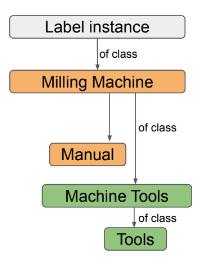 Label instance
of class
Milling Machine
of class
Manual
Machine Tools
of class
Tools